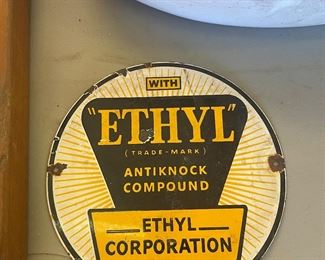 WITH
"ETHYL"
(TRADE-MARK)
ANTIKNOCK
COMPOUND
ETHYL
CORPORATION